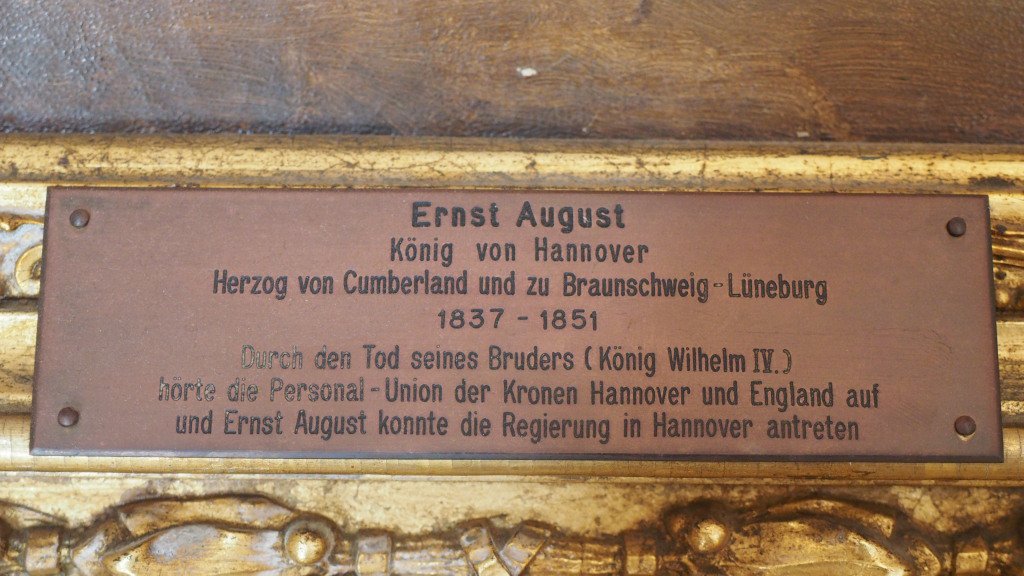 Ernst August
König von Hannover
Herzog von Cumberland und zu Braunschweig-Lüneburg
1837 - 1851
Durch den Tod seines Bruders (König Wilhelm IV.)
hörte die Personal-Union der Kronen Hannover und England auf
und Ernst August konnte die Regierung in Hannover antreten